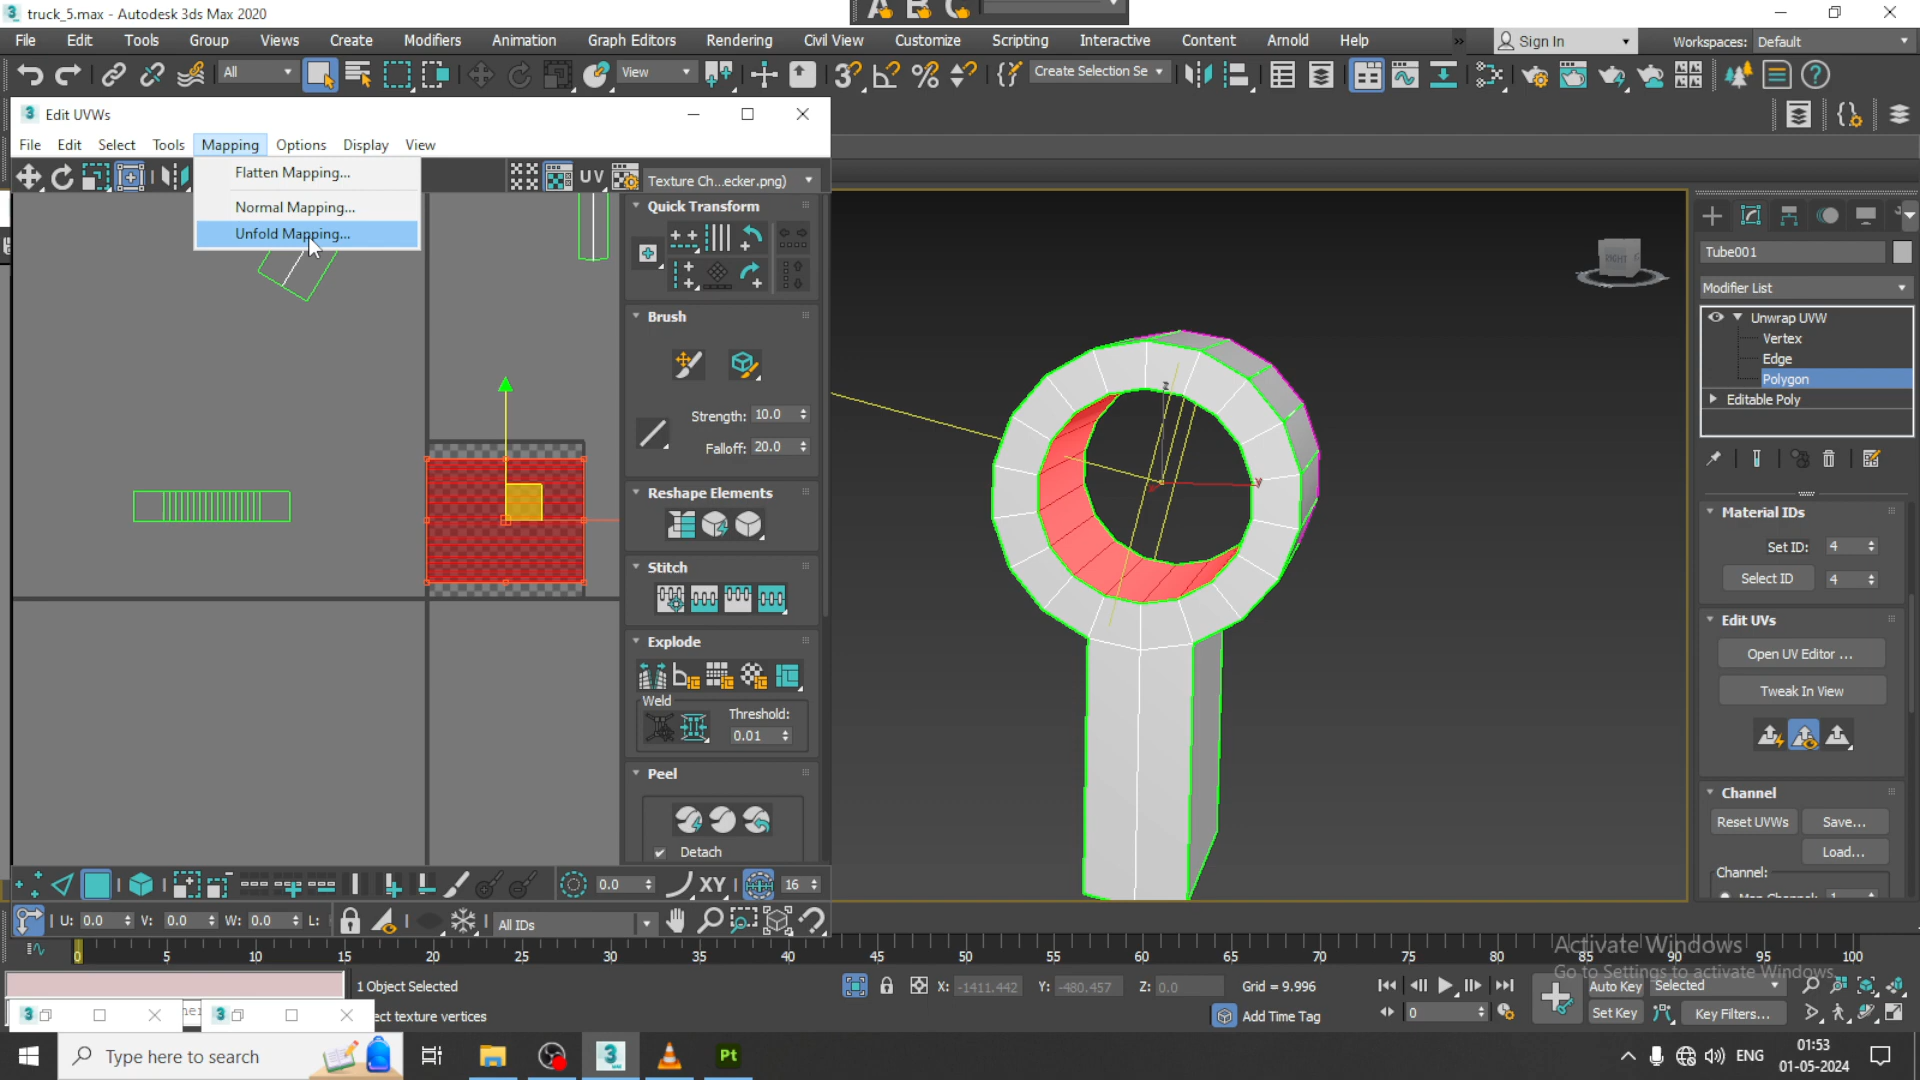 truck_5.max - Autodesk 3ds Max 2020
File Edit Tools Group Views Create Modifiers Animation Graph Editors Rendering Civil View Customize Scripting Interactive Content Arnold Help
Sign In
Workspaces: Default
All
View
Create Selection Se
Edit UVWs
File Edit Select Tools Mapping Options Display View
Flatten Mapping...
Normal Mapping...
Unfold Mapping...
UV
Texture Ch...ecker.png)
Quick Transform
Brush
Strength: 10.0
Falloff: 20.0
Reshape Elements
Stitch
Explode
Weld
Threshold:
0.01
Peel
Detach
RIGHT
y
Tube001
Modifier List
Unwrap UVW
Vertex
Edge
Polygon
Editable Poly
Material IDs
Set ID: 4
Select ID 4
Edit UVs
Open UV Editor ...
Tweak In View
Channel
Reset UVWs Save...
Load...
Channel:
0.0 XY 16
U: 0.0 V: 0.0 W: 0.0 L: All IDs
0 5 10 15 20 25 30 35 40 45 50 55 60 65 70 75 80 85 90 95 100
Activate Windows
Go to Settings to activate Windows.
1 Object Selected
X: -1411.442 Y: -480.457 Z: 0.0 Grid = 9.996
Auto Key Selected
ect texture vertices
Add Time Tag
0
Set Key Key Filters...
Type here to search
Pt
ENG
01:53
01-05-2024